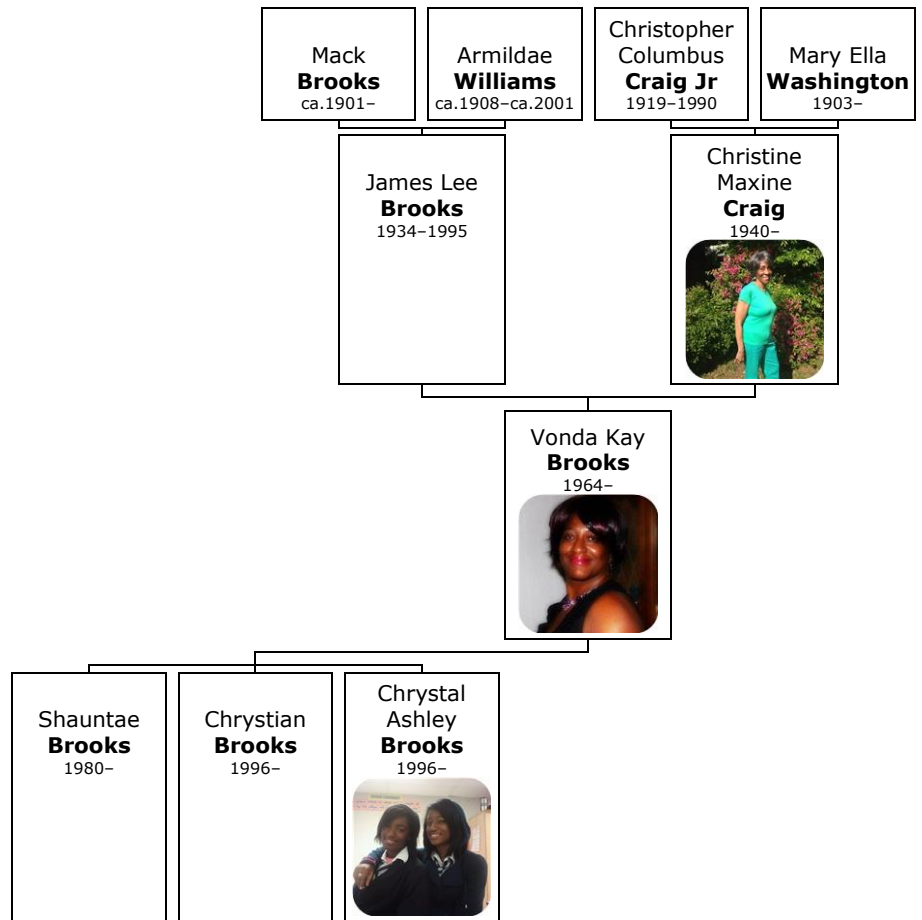 Mack
Brooks
ca.1901–
Armildae
Williams
ca.1908–ca.2001
Christopher
Columbus
Craig Jr
1919–1990
Mary Ella
Washington
1903–
James Lee
Brooks
1934–1995
Christine
Maxine
Craig
1940–
Vonda Kay
Brooks
1964–
Shauntae
Brooks
1980–
Chrystian
Brooks
1996–
Chrystal
Ashley
Brooks
1996–